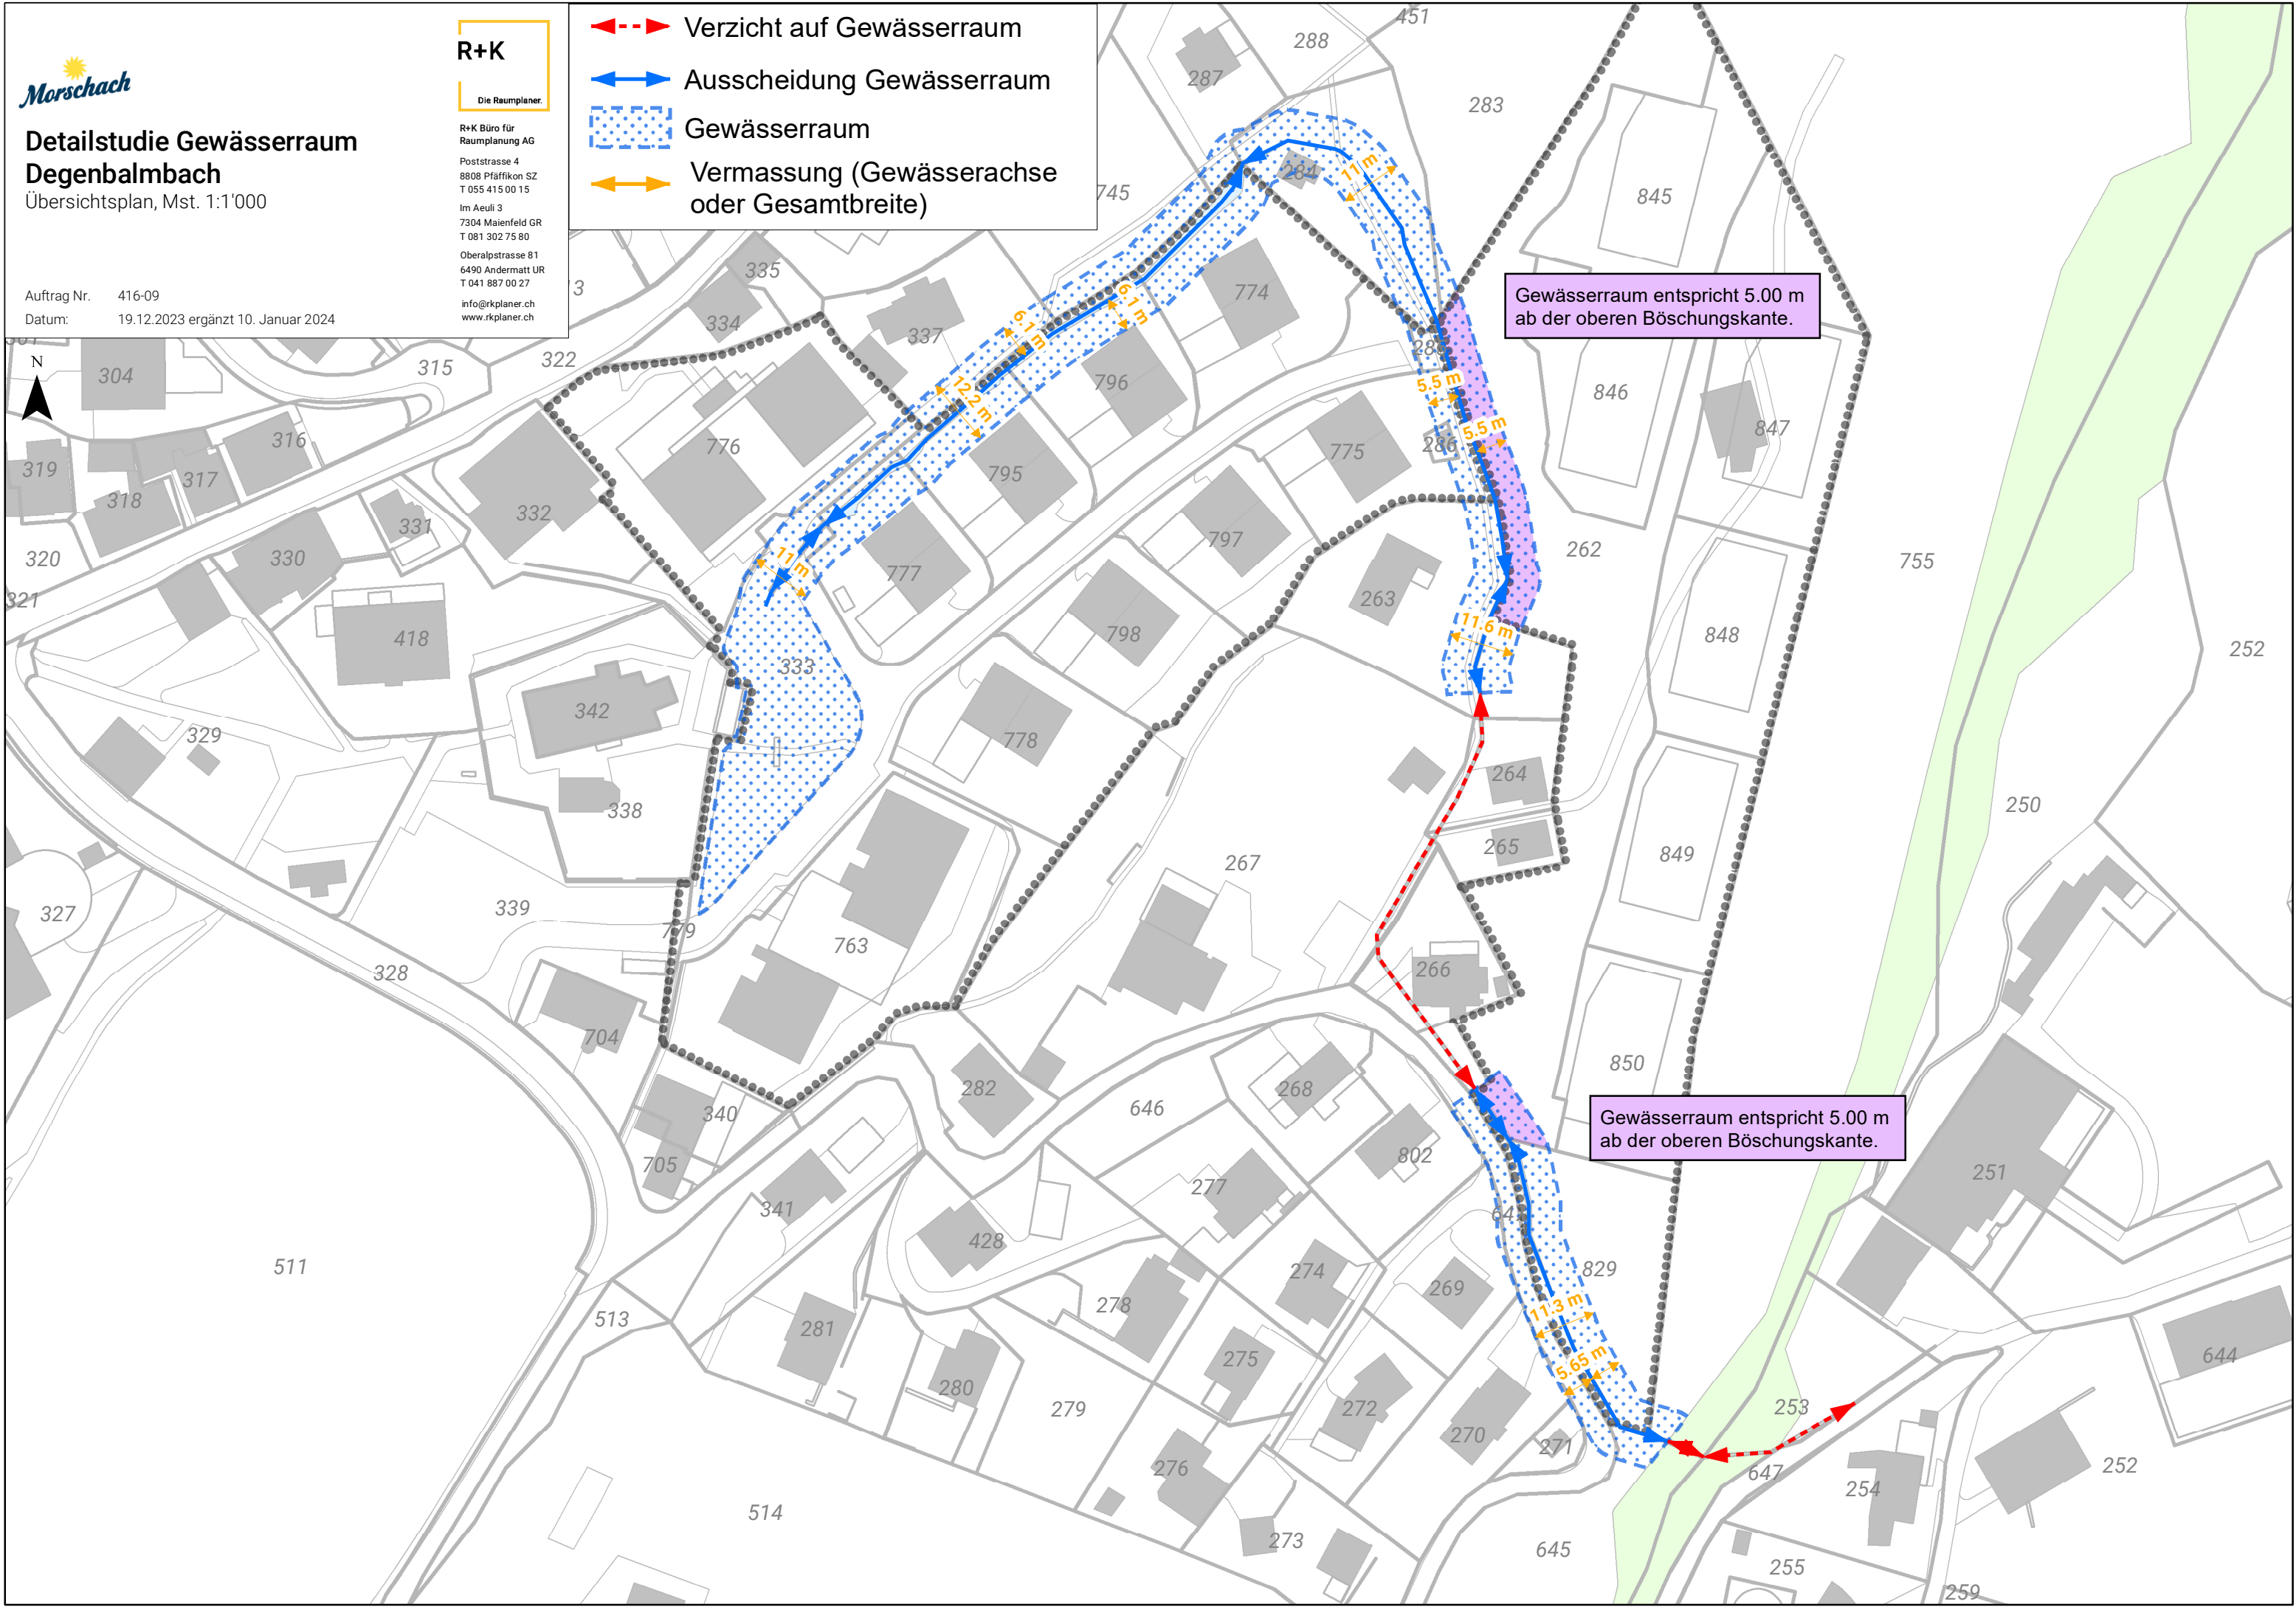 Morschach
Detailstudie Gewässerraum
Degenbalmbach
Übersichtsplan, Mst. 1:1'000
Auftrag Nr. 416-09
Datum: 19.12.2023 ergänzt 10. Januar 2024
R+K
Die Raumplaner.
R+K Büro für
Raumplanung AG
Poststrasse 4
8808 Pfäffikon SZ
T 055 415 00 15
Im Aeuli 3
7304 Maienfeld GR
T 081 302 75 80
Oberalpstrasse 81
6490 Andermatt UR
T 041 887 00 27
info@rkplaner.ch
www.rkplaner.ch
Verzicht auf Gewässerraum
Ausscheidung Gewässerraum
Gewässerraum
Vermassung (Gewässerachse
oder Gesamtbreite)
N
451
288
287
283
284
11 m
745
845
335
334
337
774
6.1 m
6.1 m
Gewässerraum entspricht 5.00 m
ab der oberen Böschungskante.
304
315
322
796
12.2 m
5.5 m
846
847
316
319
317
318
776
795
775
286
5.5 m
331
332
330
320
321
777
11 m
797
263
262
755
418
333
798
11.6 m
848
252
342
329
778
264
338
250
265
849
267
327
339
779
763
266
328
704
850
282
268
646
340
705
802
Gewässerraum entspricht 5.00 m
ab der oberen Böschungskante.
251
277
341
428
511
274
829
269
278
11.3 m
513
281
275
5.65 m
644
280
279
272
253
270
271
276
647
254
252
514
273
645
255
259